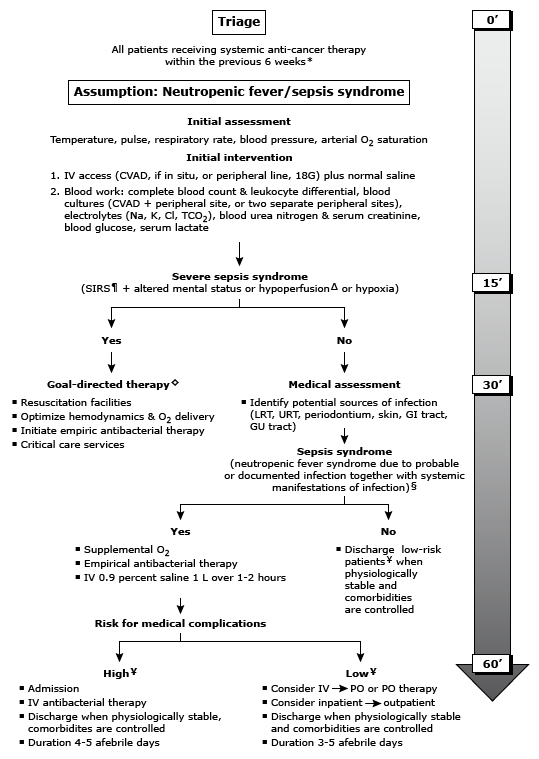 Triage
0′
All patients receiving systemic anti-cancer therapy
within the previous 6 weeks*
Assumption: Neutropenic fever/sepsis syndrome
Initial assessment
Temperature, pulse, respiratory rate, blood pressure, arterial O₂ saturation
Initial intervention
1. IV access (CVAD, if in situ, or peripheral line, 18G) plus normal saline
2. Blood work: complete blood count & leukocyte differential, blood
cultures (CVAD + peripheral site, or two separate peripheral sites),
electrolytes (Na, K, Cl, TCO₂), blood urea nitrogen & serum creatinine,
blood glucose, serum lactate
Severe sepsis syndrome
(SIRS¶ + altered mental status or hypoperfusionΔ or hypoxia)
15′
Yes
No
30′
Goal-directed therapy◊
▪ Resuscitation facilities
▪ Optimize hemodynamics & O₂ delivery
▪ Initiate empiric antibacterial therapy
▪ Critical care services
Medical assessment
▪ Identify potential sources of infection
(LRT, URT, periodontium, skin, GI tract,
GU tract)
Sepsis syndrome
(neutropenic fever syndrome due to probable
or documented infection together with systemic
manifestations of infection)§
Yes
No
▪ Supplemental O₂
▪ Empirical antibacterial therapy
▪ IV 0.9 percent saline 1 L over 1-2 hours
▪ Discharge low-risk
patients¥ when
physiologically
stable and
comorbidities
are controlled
Risk for medical complications
60′
High¥
▪ Admission
▪ IV antibacterial therapy
▪ Discharge when physiologically stable,
comorbidites are controlled
▪ Duration 4-5 afebrile days
Low¥
▪ Consider IV → PO or PO therapy
▪ Consider inpatient → outpatient
▪ Discharge when physiologically stable
and comorbidities are controlled
▪ Duration 3-5 afebrile days